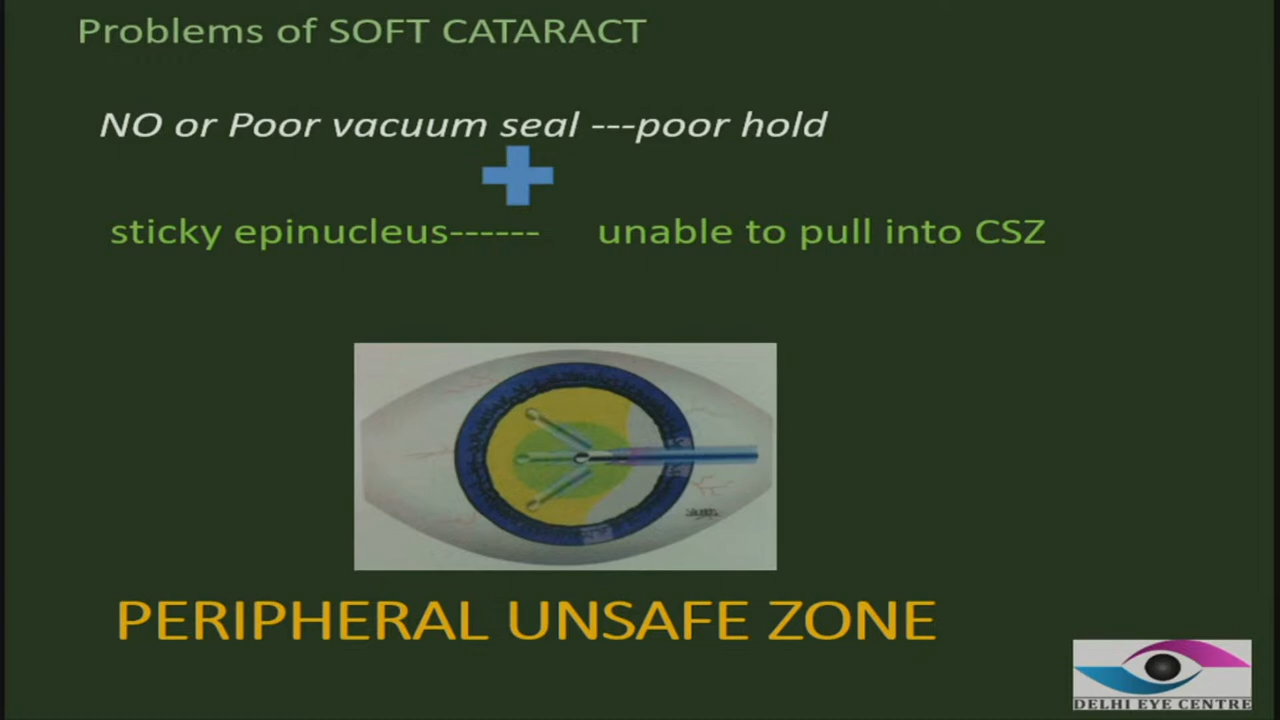 Problems of SOFT CATARACT
NO or Poor vacuum seal ---poor hold
sticky epinucleus------ unable to pull into CSZ
PERIPHERAL UNSAFE ZONE
DELHI EYE CENTRE